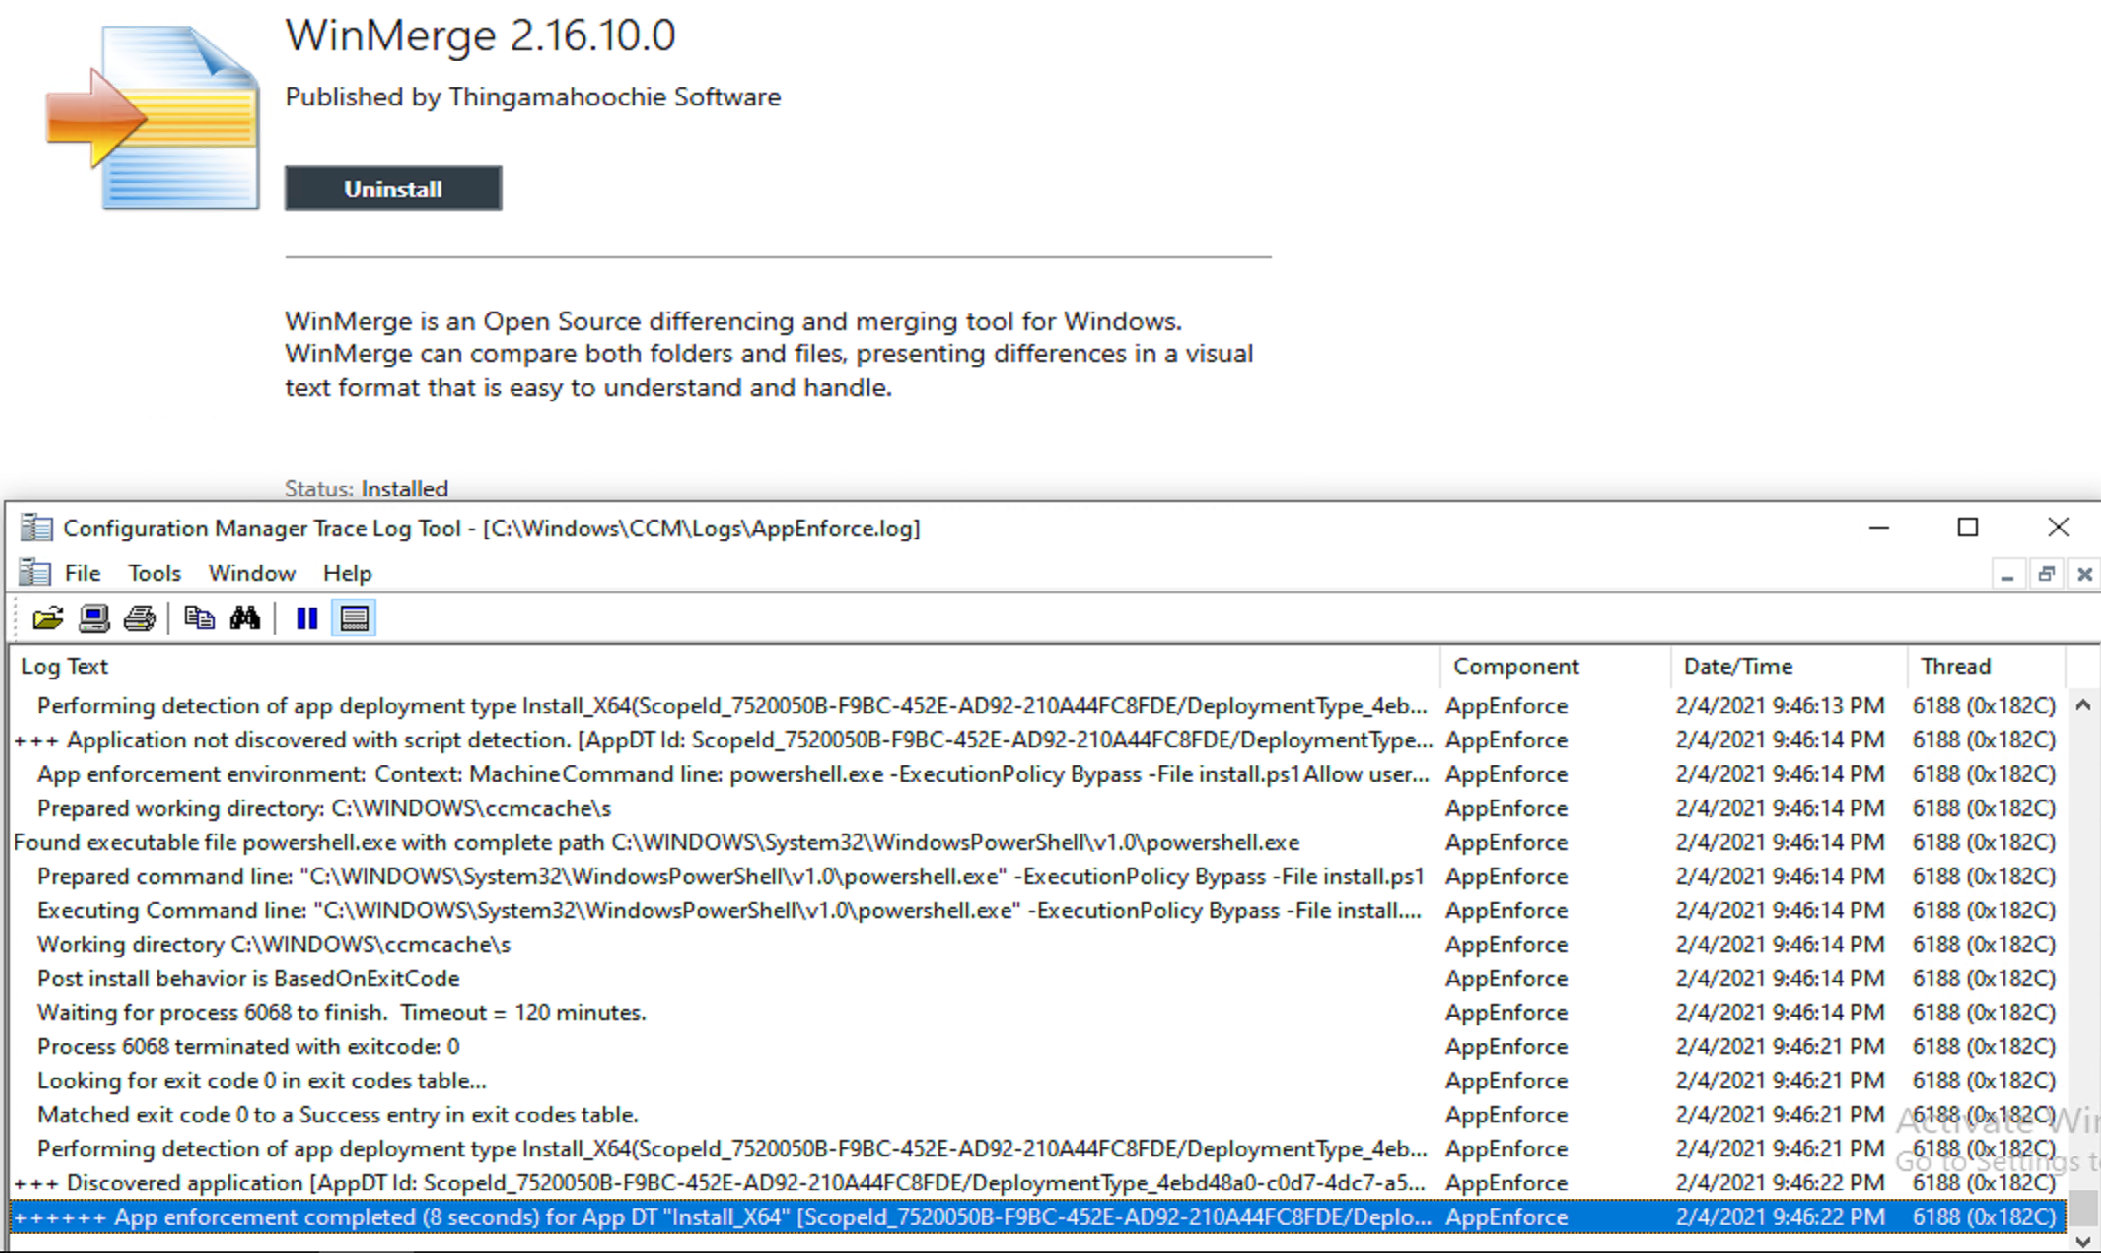 WinMerge 2.16.10.0
Published by Thingamahoochie Software
Uninstall
WinMerge is an Open Source differencing and merging tool for Windows.
WinMerge can compare both folders and files, presenting differences in a visual
text format that is easy to understand and handle.
Status: Installed
Configuration Manager Trace Log Tool - [C:\Windows\CCM\Logs\AppEnforce.log]
File Tools Window Help
Log Text Component Date/Time Thread
Performing detection of app deployment type Install_X64(ScopeId_7520050B-F9BC-452E-AD92-210A44FC8FDE/DeploymentType_4eb... AppEnforce 2/4/2021 9:46:13 PM 6188 (0x182C)
+++ Application not discovered with script detection. [AppDT Id: ScopeId_7520050B-F9BC-452E-AD92-210A44FC8FDE/DeploymentType... AppEnforce 2/4/2021 9:46:14 PM 6188 (0x182C)
App enforcement environment: Context: MachineCommand line: powershell.exe -ExecutionPolicy Bypass -File install.ps1Allow user... AppEnforce 2/4/2021 9:46:14 PM 6188 (0x182C)
Prepared working directory: C:\WINDOWS\ccmcache\s AppEnforce 2/4/2021 9:46:14 PM 6188 (0x182C)
Found executable file powershell.exe with complete path C:\WINDOWS\System32\WindowsPowerShell\v1.0\powershell.exe AppEnforce 2/4/2021 9:46:14 PM 6188 (0x182C)
Prepared command line: "C:\WINDOWS\System32\WindowsPowerShell\v1.0\powershell.exe" -ExecutionPolicy Bypass -File install.ps1 AppEnforce 2/4/2021 9:46:14 PM 6188 (0x182C)
Executing Command line: "C:\WINDOWS\System32\WindowsPowerShell\v1.0\powershell.exe" -ExecutionPolicy Bypass -File install.... AppEnforce 2/4/2021 9:46:14 PM 6188 (0x182C)
Working directory C:\WINDOWS\ccmcache\s AppEnforce 2/4/2021 9:46:14 PM 6188 (0x182C)
Post install behavior is BasedOnExitCode AppEnforce 2/4/2021 9:46:14 PM 6188 (0x182C)
Waiting for process 6068 to finish.  Timeout = 120 minutes. AppEnforce 2/4/2021 9:46:14 PM 6188 (0x182C)
Process 6068 terminated with exitcode: 0 AppEnforce 2/4/2021 9:46:21 PM 6188 (0x182C)
Looking for exit code 0 in exit codes table... AppEnforce 2/4/2021 9:46:21 PM 6188 (0x182C)
Matched exit code 0 to a Success entry in exit codes table. AppEnforce 2/4/2021 9:46:21 PM 6188 (0x182C)
Activate Win
Performing detection of app deployment type Install_X64(ScopeId_7520050B-F9BC-452E-AD92-210A44FC8FDE/DeploymentType_4eb... AppEnforce 2/4/2021 9:46:21 PM 6188 (0x182C)
Go to Settings t
+++ Discovered application [AppDT Id: ScopeId_7520050B-F9BC-452E-AD92-210A44FC8FDE/DeploymentType_4ebd48a0-c0d7-4dc7-a5... AppEnforce 2/4/2021 9:46:22 PM 6188 (0x182C)
++++++ App enforcement completed (8 seconds) for App DT "Install_X64" [ScopeId_7520050B-F9BC-452E-AD92-210A44FC8FDE/Deplo... AppEnforce 2/4/2021 9:46:22 PM 6188 (0x182C)